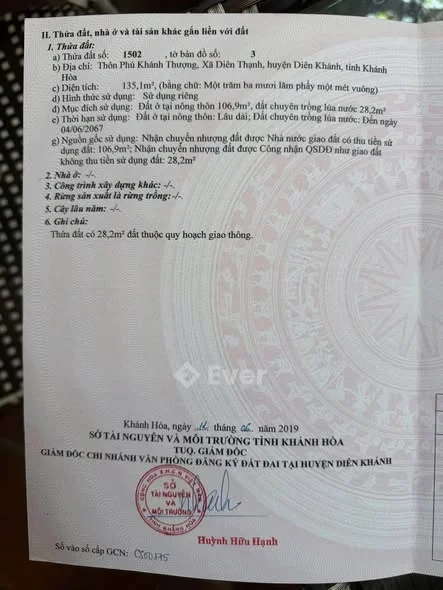 II. Thửa đất, nhà ở và tài sản khác gắn liền với đất
1. Thửa đất:
a) Thửa đất số: 1502 , tờ bản đồ số: 3
b) Địa chỉ: Thôn Phú Khánh Thượng, Xã Diên Thạnh, huyện Diên Khánh, tỉnh Khánh
Hòa
c) Diện tích: 135,1m², (bằng chữ: Một trăm ba mươi lăm phẩy một mét vuông)
d) Hình thức sử dụng: Sử dụng riêng
đ) Mục đích sử dụng: Đất ở tại nông thôn 106,9m², đất chuyên trồng lúa nước 28,2m²
e) Thời hạn sử dụng: Đất ở tại nông thôn: Lâu dài; Đất chuyên trồng lúa nước: Đến ngày
04/06/2067
g) Nguồn gốc sử dụng: Nhận chuyển nhượng đất được Nhà nước giao đất có thu tiền sử
dụng đất: 106,9m²; Nhận chuyển nhượng đất được Công nhận QSDĐ như giao đất
không thu tiền sử dụng đất: 28,2m²
2. Nhà ở: -/-
3. Công trình xây dựng khác: -/-
4. Rừng sản xuất là rừng trồng:-/-
5. Cây lâu năm: -/-
6. Ghi chú:
Thửa đất có 28,2m² đất thuộc quy hoạch giao thông.
Ever
Khánh Hòa, ngày tháng 06 năm 2019
SỞ TÀI NGUYÊN VÀ MÔI TRƯỜNG TỈNH KHÁNH HÒA
TUQ. GIÁM ĐỐC
GIÁM ĐỐC CHI NHÁNH VĂN PHÒNG ĐĂNG KÝ ĐẤT ĐAI TẠI HUYỆN DIÊN KHÁNH
SỞ
TÀI NGUYÊN
VÀ
MÔI TRƯỜNG
TỈNH KHÁNH HÒA
Huỳnh Hữu Hạnh
Số vào sổ cấp GCN: